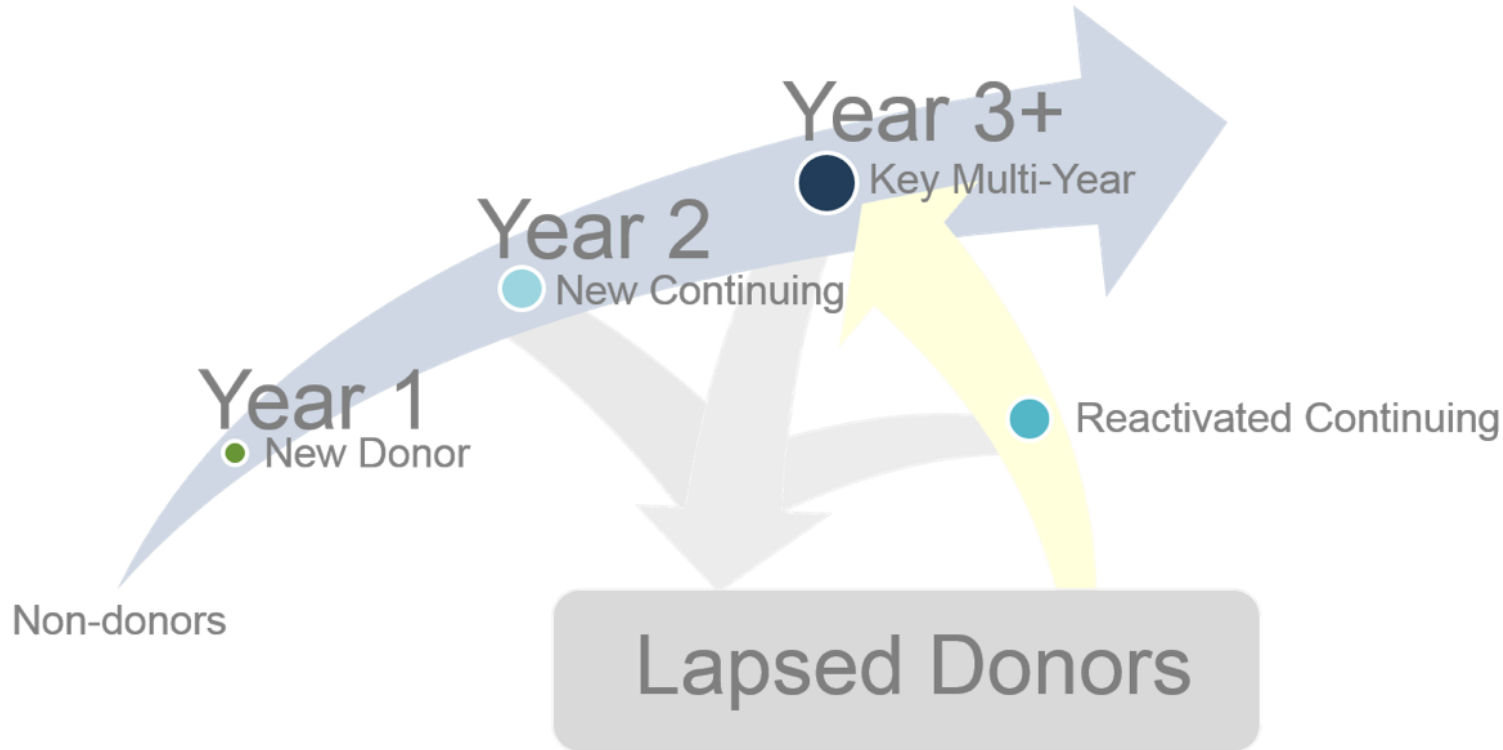 Year 3+
Key Multi-Year
Year 2
New Continuing
Year 1
New Donor
Reactivated Continuing
Non-donors
Lapsed Donors